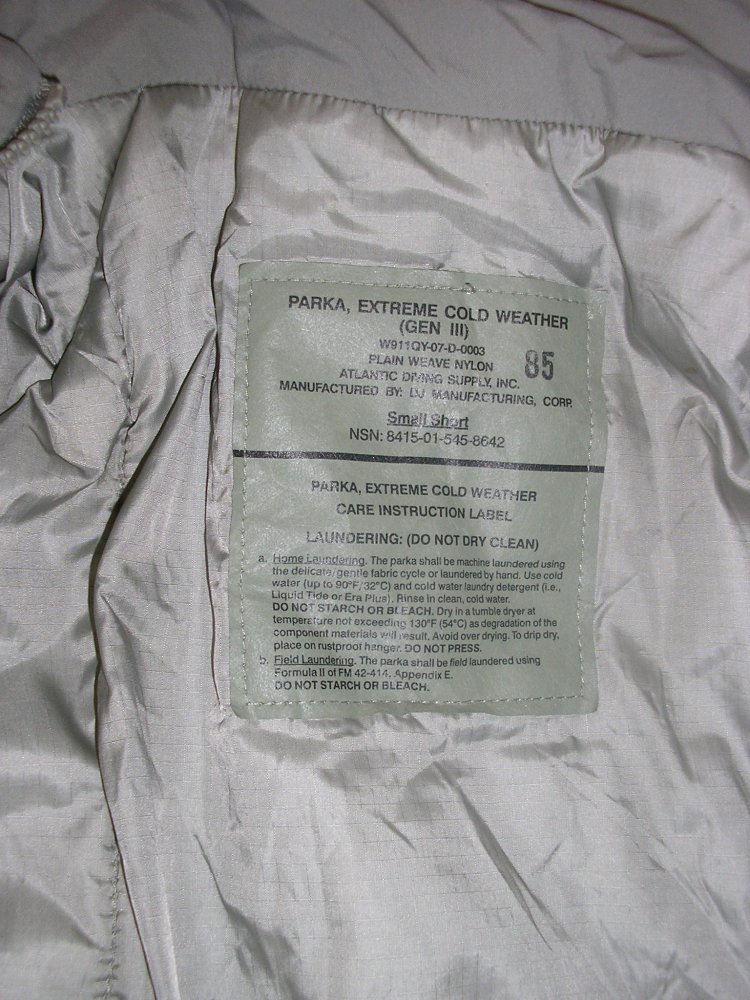 PARKA, EXTREME COLD WEATHER
(GEN III)
W911QY-07-D-0003
PLAIN WEAVE NYLON
85
ATLANTIC DIVING SUPPLY, INC.
MANUFACTURED BY: DJ MANUFACTURING, CORP.
Small Short
NSN: 8415-01-545-8642
PARKA, EXTREME COLD WEATHER
CARE INSTRUCTION LABEL
LAUNDERING: (DO NOT DRY CLEAN)
a. Home Laundering. The parka shall be machine laundered using
the delicate/gentle fabric cycle or laundered by hand. Use cold
water (up to 90°F/32°C) and cold water laundry detergent (i.e.,
Liquid Tide or Era Plus). Rinse in clean, cold water.
DO NOT STARCH OR BLEACH. Dry in a tumble dryer at
temperature not exceeding 130°F (54°C) as degradation of the
component materials will result. Avoid over drying. To drip dry,
place on rustproof hanger. DO NOT PRESS.
b. Field Laundering. The parka shall be field laundered using
Formula II of FM 42-414, Appendix E.
DO NOT STARCH OR BLEACH.